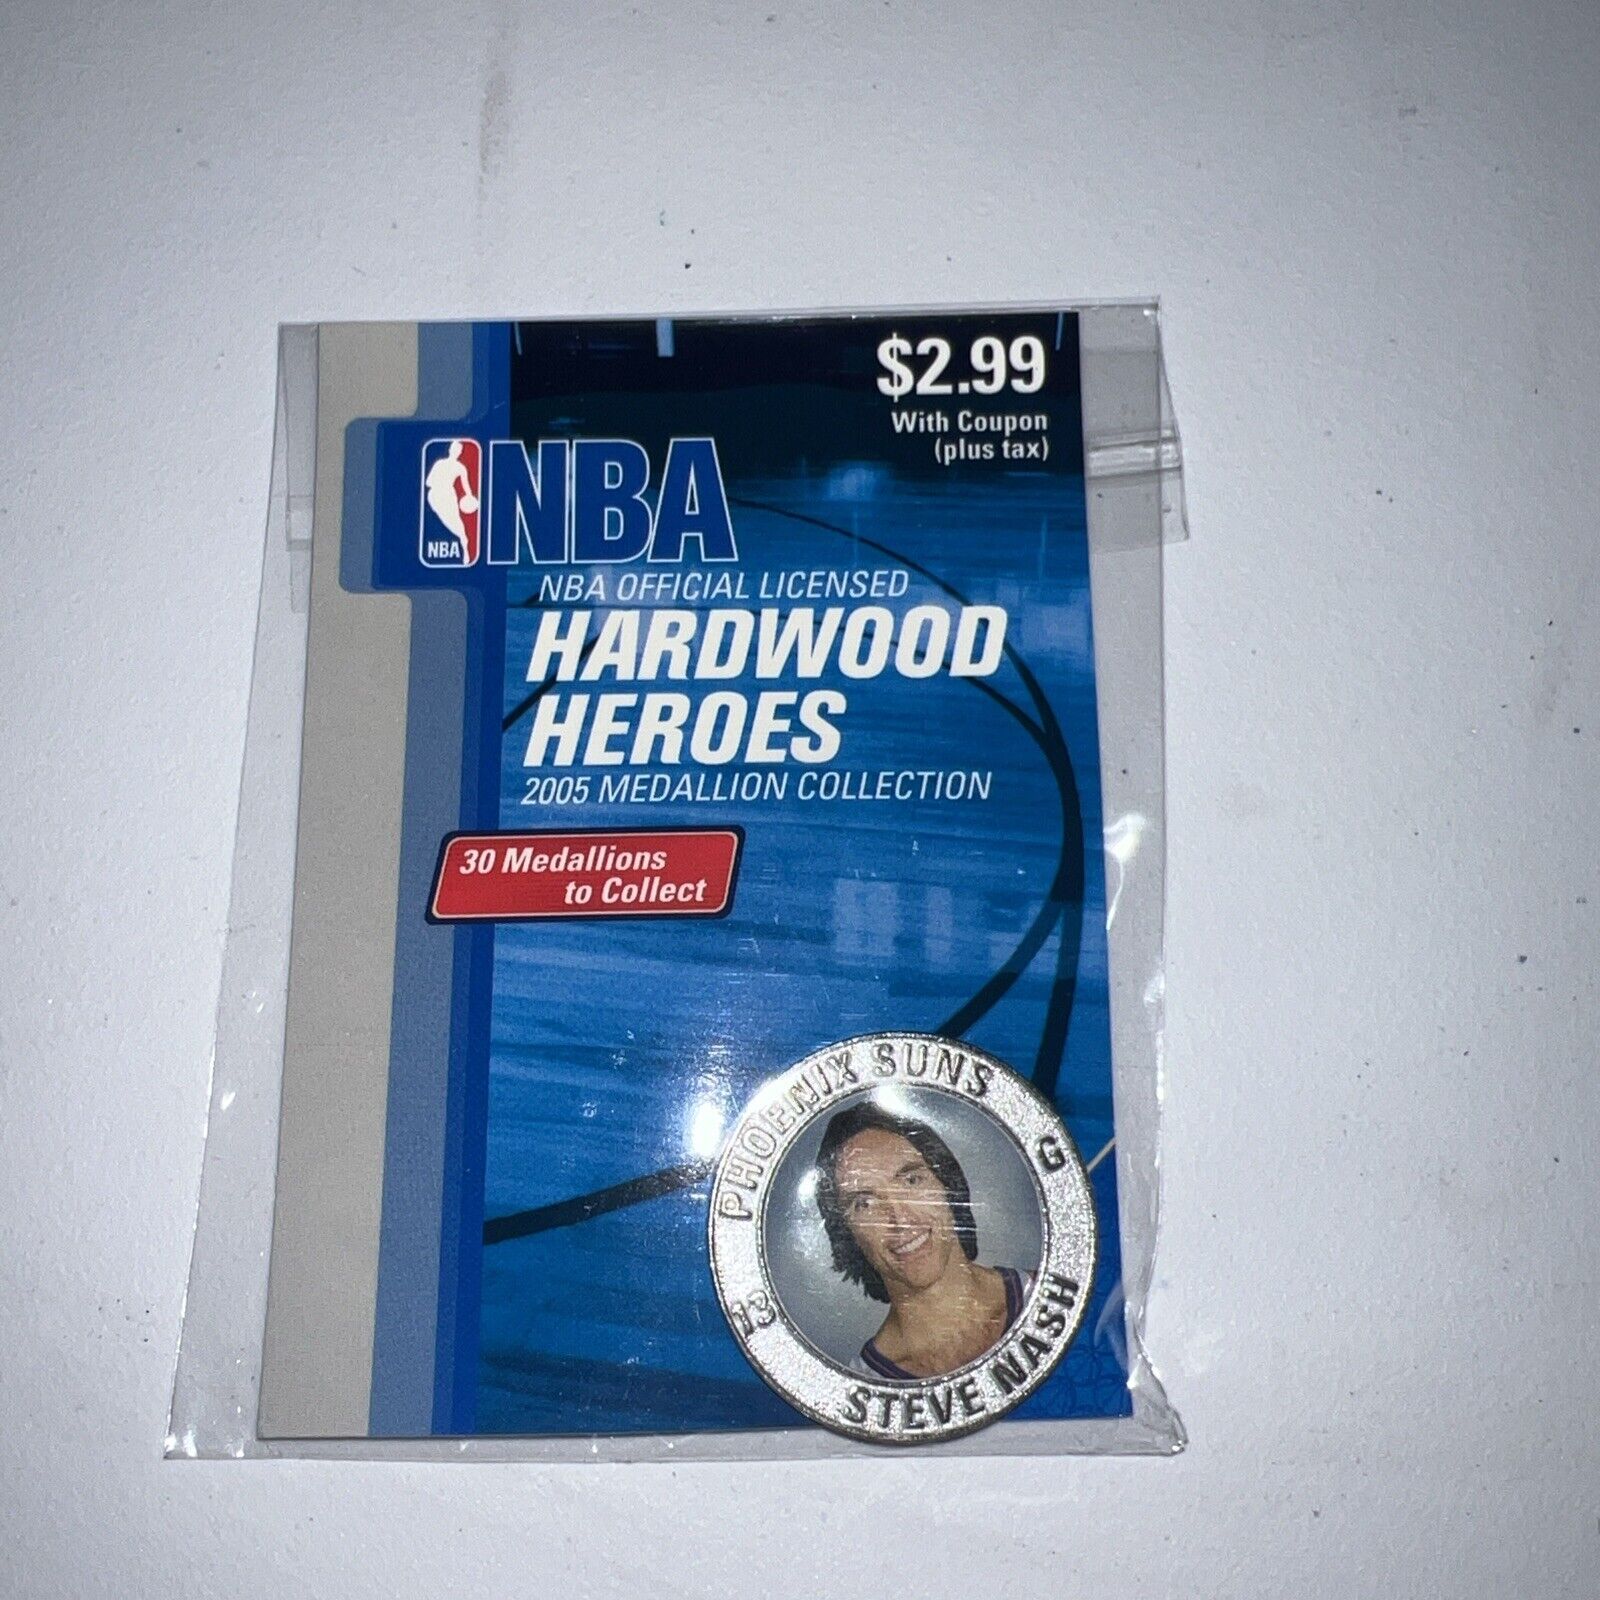 $2.99
With Coupon
(plus tax)
NBA
NBA
NBA OFFICIAL LICENSED
HARDWOOD
HEROES
2005 MEDALLION COLLECTION
30 Medallions
to Collect
PHOENIX SUNS
G
13
STEVE NASH